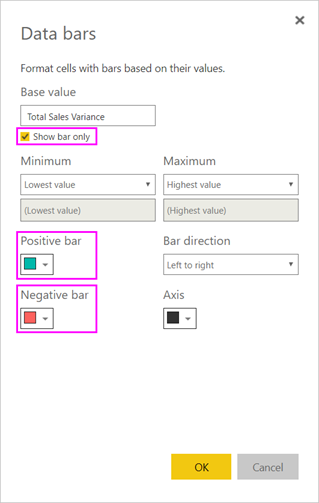 Data bars
Format cells with bars based on their values.
Base value
Total Sales Variance
Show bar only
Minimum
Maximum
Lowest value
Highest value
(Lowest value)
(Highest value)
Positive bar
Bar direction
Left to right
Negative bar
Axis
OK
Cancel